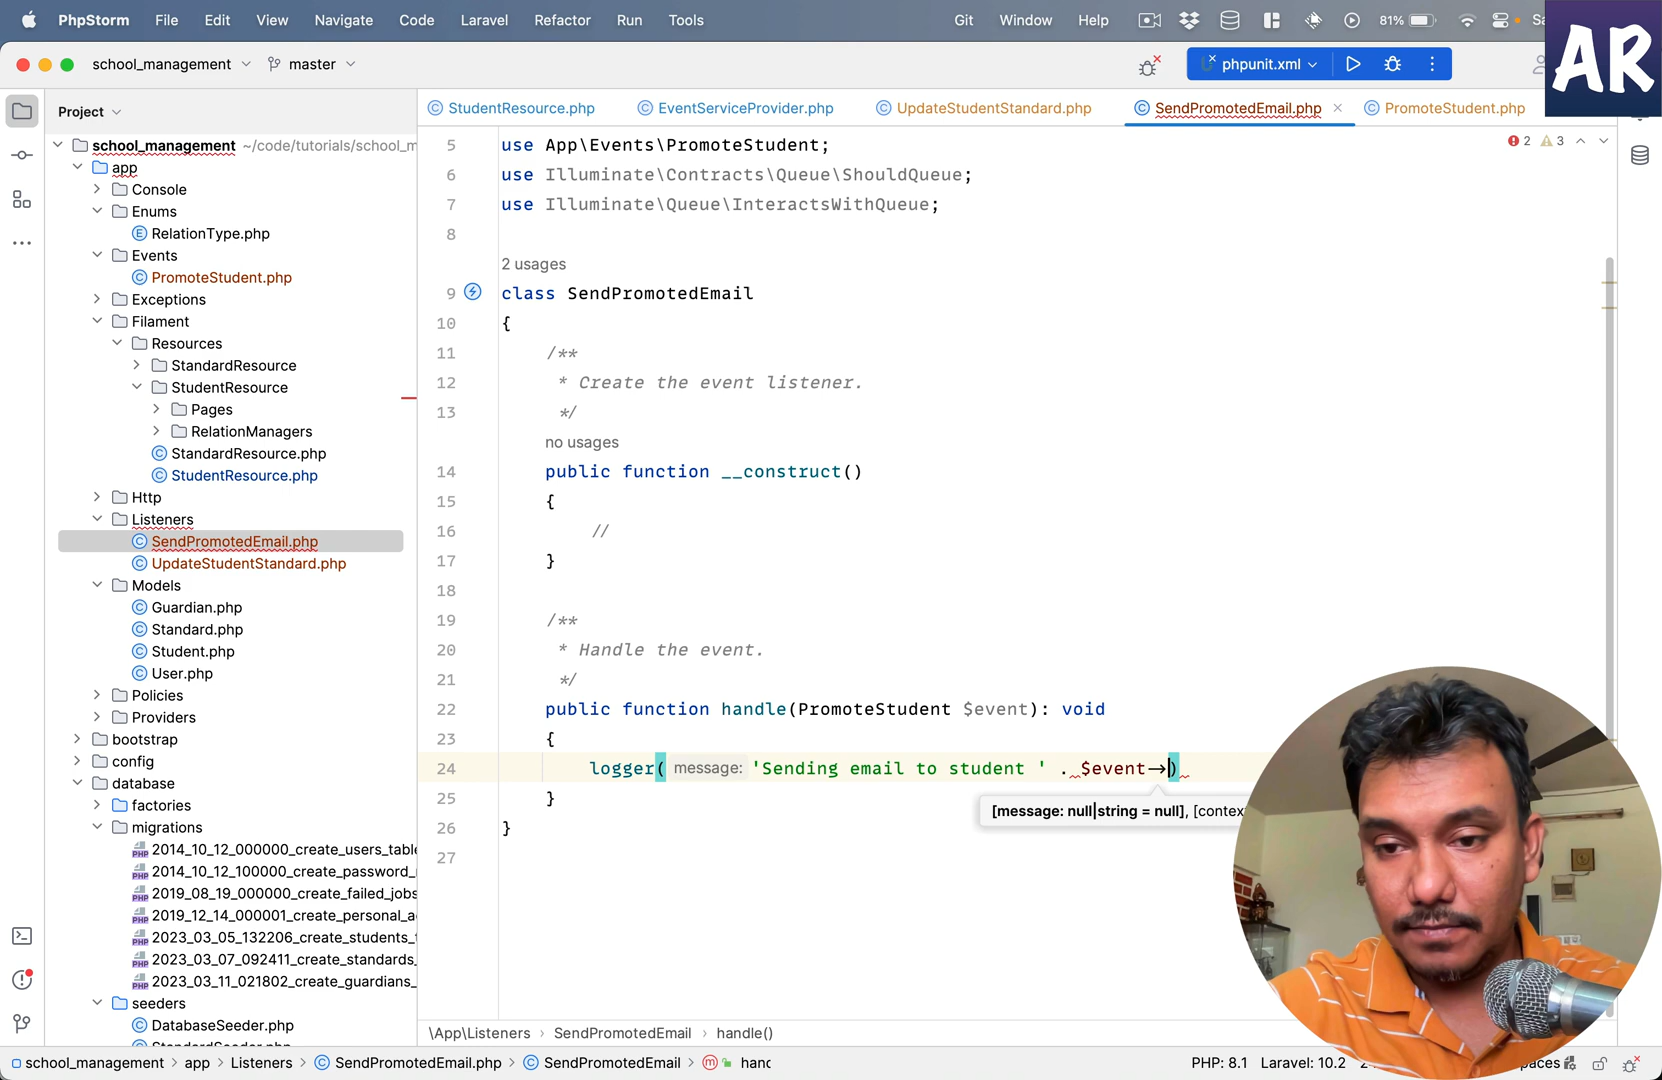 PhpStorm File Edit View Navigate Code Laravel Refactor Run Tools Git Window Help 81%
AR
school_management master phpunit.xml
Project
StudentResource.php EventServiceProvider.php UpdateStudentStandard.php SendPromotedEmail.php PromoteStudent.php
school_management ~/code/tutorials/school_m
app
Console
Enums
RelationType.php
Events
PromoteStudent.php
Exceptions
Filament
Resources
StandardResource
StudentResource
Pages
RelationManagers
StandardResource.php
StudentResource.php
Http
Listeners
SendPromotedEmail.php
UpdateStudentStandard.php
Models
Guardian.php
Standard.php
Student.php
User.php
Policies
Providers
bootstrap
config
database
factories
migrations
2014_10_12_000000_create_users_table
2014_10_12_100000_create_password_
2019_08_19_000000_create_failed_jobs
2019_12_14_000001_create_personal_a
2023_03_05_132206_create_students_
2023_03_07_092411_create_standards_
2023_03_11_021802_create_guardians_
seeders
DatabaseSeeder.php
2 3
5 use App\Events\PromoteStudent;
6 use Illuminate\Contracts\Queue\ShouldQueue;
7 use Illuminate\Queue\InteractsWithQueue;
8
2 usages
9 class SendPromotedEmail
10 {
11 /**
12 * Create the event listener.
13 */
no usages
14 public function __construct()
15 {
16 //
17 }
18
19 /**
20 * Handle the event.
21 */
22 public function handle(PromoteStudent $event): void
23 {
24 logger( message: 'Sending email to student ' . $event->)
[message: null|string = null], [contex
25 }
26 }
27
\App\Listeners SendPromotedEmail handle()
school_management app Listeners SendPromotedEmail.php SendPromotedEmail hand PHP: 8.1 Laravel: 10.2